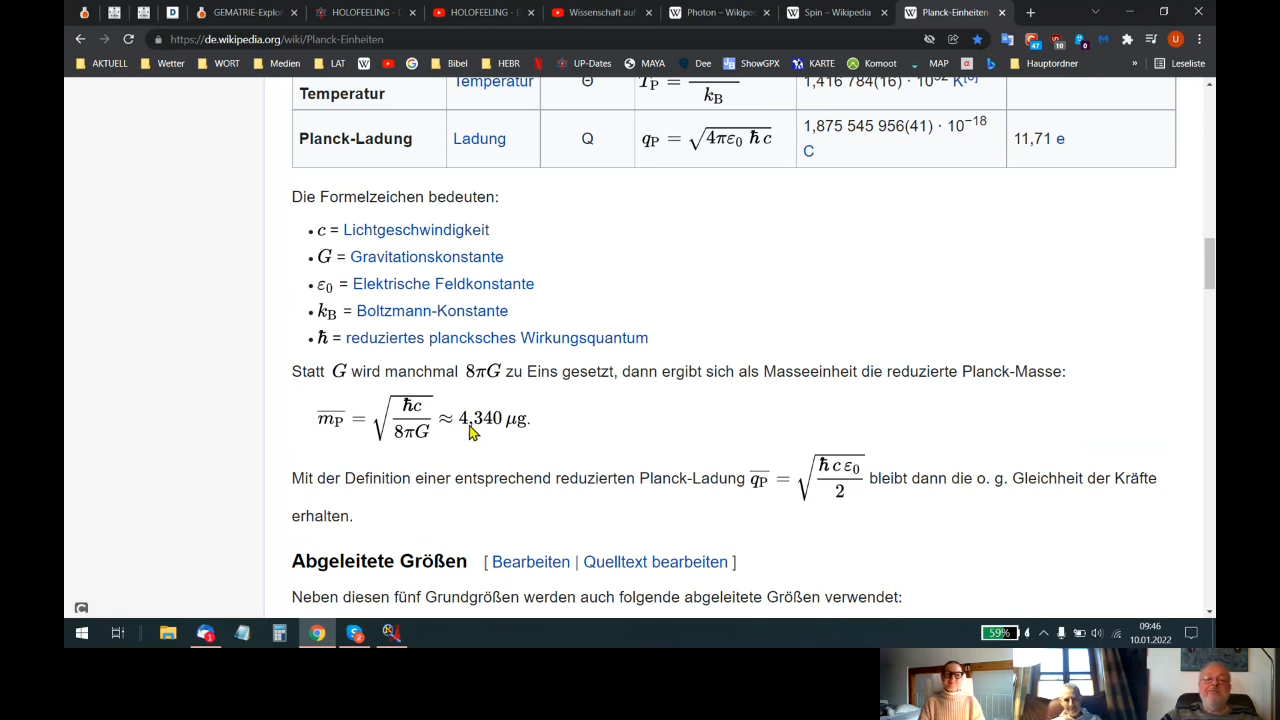 GEMATRIE-Explor
HOLOFEELING - D
HOLOFEELING - D
Wissenschaft auf
Photon – Wikipe
Spin – Wikipedia
Planck-Einheiten
https://de.wikipedia.org/wiki/Planck-Einheiten
AKTUELL Wetter WORT Medien LAT Bibel HEBR UP-Dates MAYA Dee ShowGPX KARTE Komoot MAP Hauptordner » Leseliste
Temperatur Temperatur Θ T_P = / k_B 1,416 784(16) · 10³² K[6]
Planck-Ladung Ladung Q q_P = √(4πε₀ ħ c) 1,875 545 956(41) · 10⁻¹⁸ C 11,71 e
Die Formelzeichen bedeuten:
• c = Lichtgeschwindigkeit
• G = Gravitationskonstante
• ε₀ = Elektrische Feldkonstante
• k_B = Boltzmann-Konstante
• ħ = reduziertes plancksches Wirkungsquantum
Statt G wird manchmal 8πG zu Eins gesetzt, dann ergibt sich als Masseeinheit die reduzierte Planck-Masse:
m̅_P = √(ħc / 8πG) ≈ 4,340 μg.
Mit der Definition einer entsprechend reduzierten Planck-Ladung q̅_P = √(ħ c ε₀ / 2) bleibt dann die o. g. Gleichheit der Kräfte
erhalten.
Abgeleitete Größen [ Bearbeiten | Quelltext bearbeiten ]
Neben diesen fünf Grundgrößen werden auch folgende abgeleitete Größen verwendet:
59%
09:46
10.01.2022